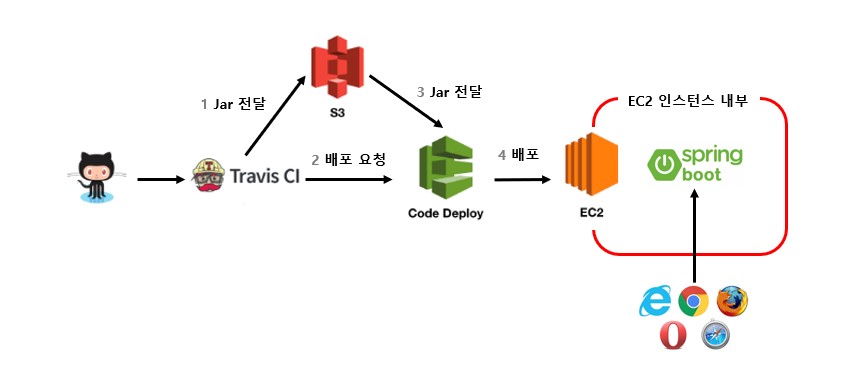 EC2 인스턴스 내부
1 Jar 전달
3 Jar 전달
S3
2 배포 요청
4 배포
Travis CI
spring
boot
Code Deploy
EC2